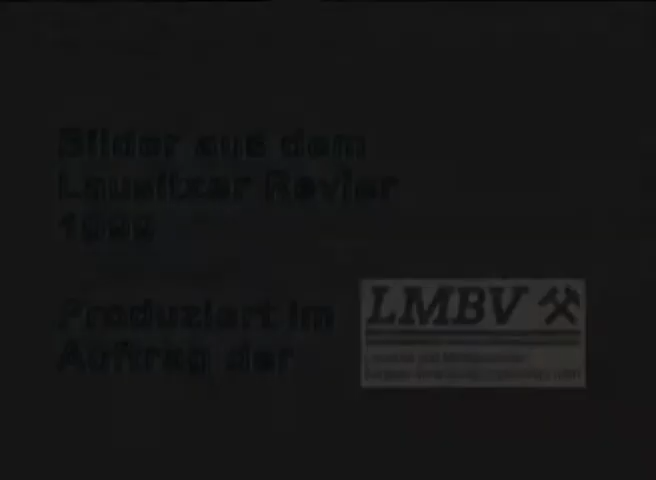 Bilder aus dem
Lausitzer Revier
Produziert im
Auftrag der
LMBV